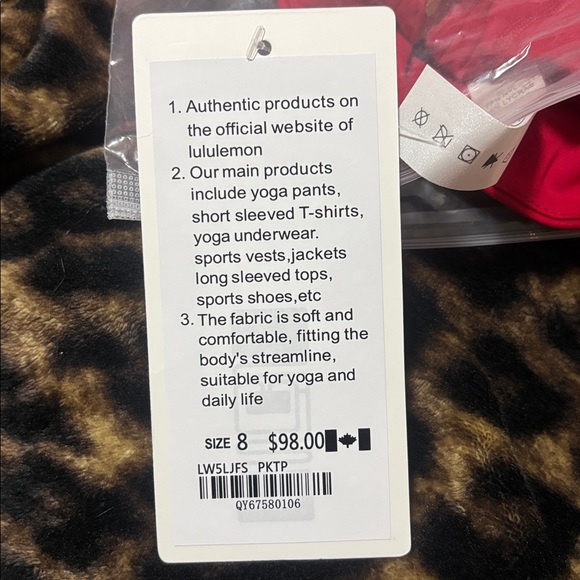 1. Authentic products on
the official website of
lululemon
2. Our main products
include yoga pants,
short sleeved T-shirts,
yoga underwear.
sports vests,jackets
long sleeved tops,
sports shoes,etc
3. The fabric is soft and
comfortable, fitting the
body's streamline,
suitable for yoga and
daily life
SIZE 8 $98.00
LW5LJFS PKTP
QY67580106